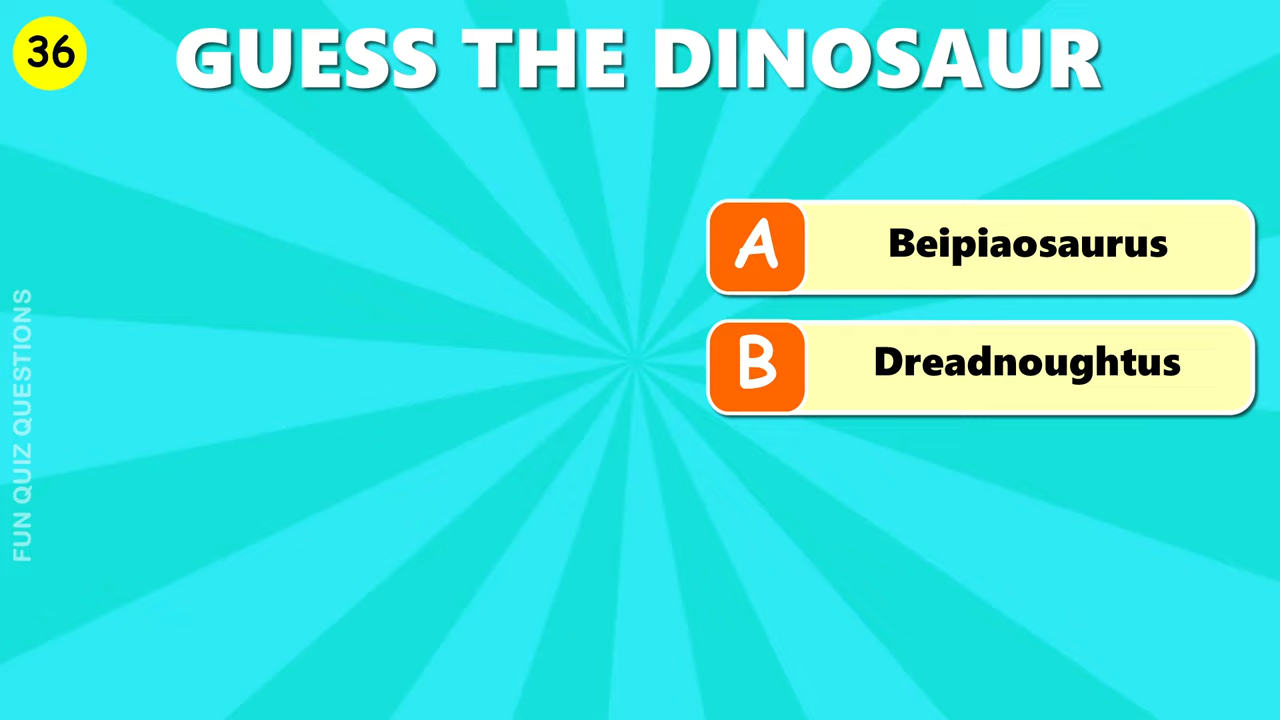 36
GUESS THE DINOSAUR
A
Beipiaosaurus
B
Dreadnoughtus
FUN QUIZ QUESTIONS